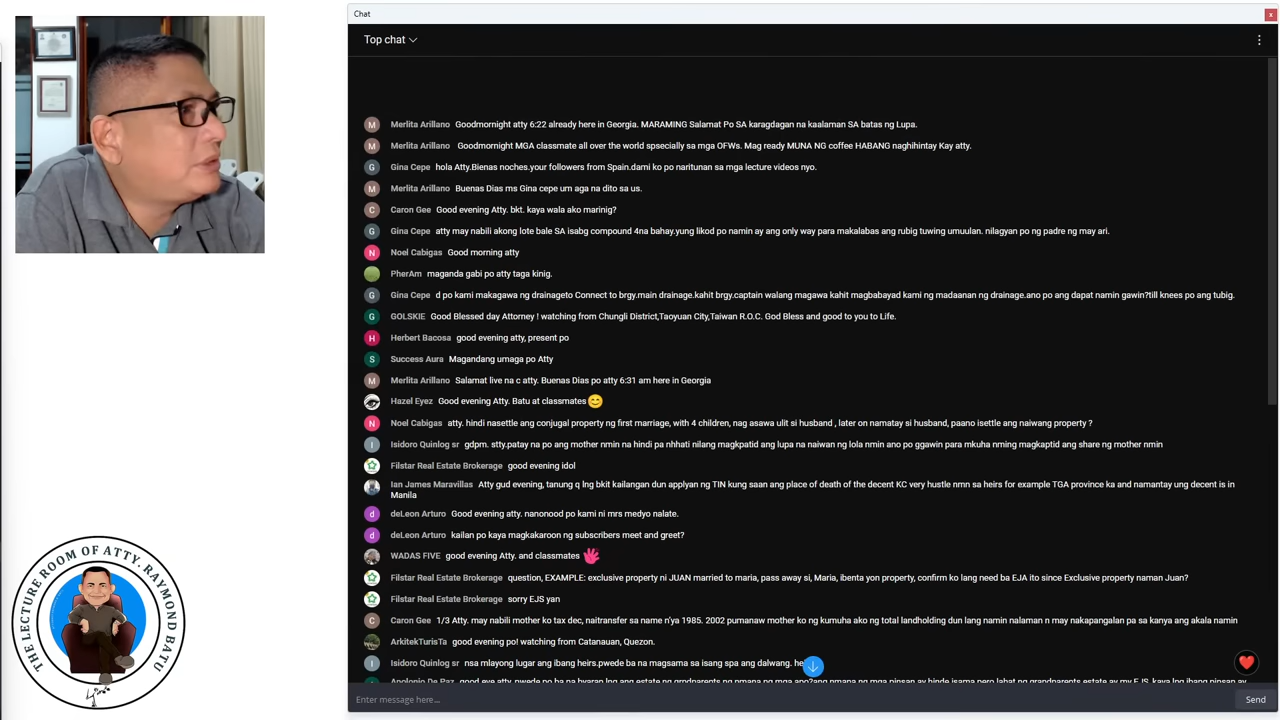 Chat
Top chat
M Merlita Arillano Goodmornight atty 6:22 already here in Georgia. MARAMING Salamat Po SA karagdagan na kaalaman SA batas ng Lupa.
M Merlita Arillano Goodmornight MGA classmate all over the world spsecially sa mga OFWs. Mag ready MUNA NG coffee HABANG naghihintay Kay atty.
G Gina Cepe hola Atty.Bienas noches.your followers from Spain.dami ko po naritunan sa mga lecture videos nyo.
M Merlita Arillano Buenas Dias ms Gina cepe um aga na dito sa us.
C Caron Gee Good evening Atty. bkt. kaya wala ako marinig?
G Gina Cepe atty may nabili akong lote bale SA isabg compound 4na bahay.yung likod po namin ay ang only way para makalabas ang rubig tuwing umuulan. nilagyan po ng padre ng may ari.
N Noel Cabigas Good morning atty
PherAm maganda gabi po atty taga kinig.
G Gina Cepe d po kami makagawa ng drainageto Connect to brgy.main drainage.kahit brgy.captain walang magawa kahit magbabayad kami ng madaanan ng drainage.ano po ang dapat namin gawin?till knees po ang tubig.
G GOLSKIE Good Blessed day Attorney ! watching from Chungli District,Taoyuan City,Taiwan R.O.C. God Bless and good to you to Life.
H Herbert Bacosa good evening atty, present po
S Success Aura Magandang umaga po Atty
M Merlita Arillano Salamat live na c atty. Buenas Dias po atty 6:31 am here in Georgia
Hazel Eyez Good evening Atty. Batu at classmates😊
N Noel Cabigas atty. hindi nasettle ang conjugal property ng first marriage, with 4 children, nag asawa ulit si husband , later on namatay si husband, paano isettle ang naiwang property ?
I Isidoro Quinlog sr gdpm. stty.patay na po ang mother nmin na hindi pa nhhati nilang magkpatid ang lupa na naiwan ng lola nmin ano po ggawin para mkuha nming magkaptid ang share ng mother nmin
Filstar Real Estate Brokerage good evening idol
Ian James Maravillas Atty gud evening, tanung q lng bkit kailangan dun applyan ng TIN kung saan ang place of death of the decent KC very hustle nmn sa heirs for example TGA province ka and namantay ung decent is in
Manila
d deLeon Arturo Good evening atty. nanonood po kami ni mrs medyo nalate.
d deLeon Arturo kailan po kaya magkakaroon ng subscribers meet and greet?
WADAS FIVE good evening Atty. and classmates
Filstar Real Estate Brokerage question, EXAMPLE: exclusive property ni JUAN married to maria, pass away si, Maria, ibenta yon property, confirm ko lang need ba EJA ito since Exclusive property naman Juan?
Filstar Real Estate Brokerage sorry EJS yan
C Caron Gee 1/3 Atty. may nabili mother ko tax dec, naitransfer sa name n'ya 1985. 2002 pumanaw mother ko ng kumuha ako ng total landholding dun lang namin nalaman n may nakapangalan pa sa kanya ang akala namin
ArkitekTurisTa good evening po! watching from Catanauan, Quezon.
I Isidoro Quinlog sr nsa mlayong lugar ang ibang heirs.pwede ba na magsama sa isang spa ang dalwang. he
Apolonio De Paz good eve atty. pwede po ba na
Enter message here...
Send
THE LECTURE ROOM OF ATTY. RAYMOND BATU